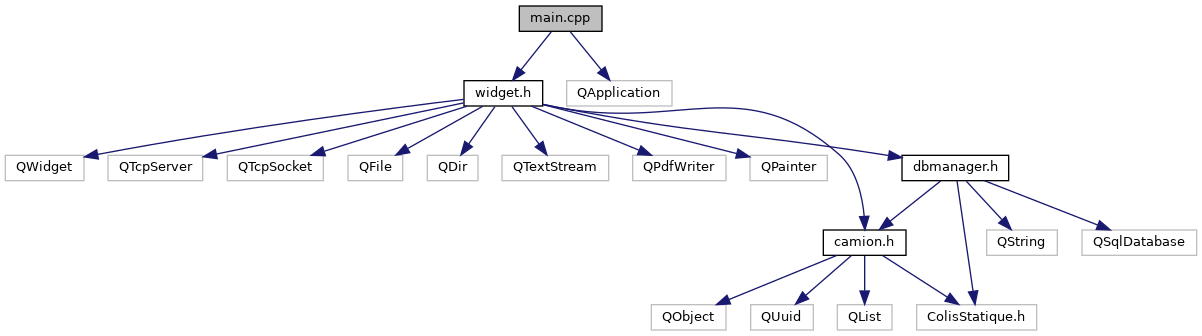 main.cpp
widget.h
QApplication
QWidget
QTcpServer
QTcpSocket
QFile
QDir
QTextStream
QPdfWriter
QPainter
dbmanager.h
camion.h
QString
QSqlDatabase
QObject
QUuid
QList
ColisStatique.h